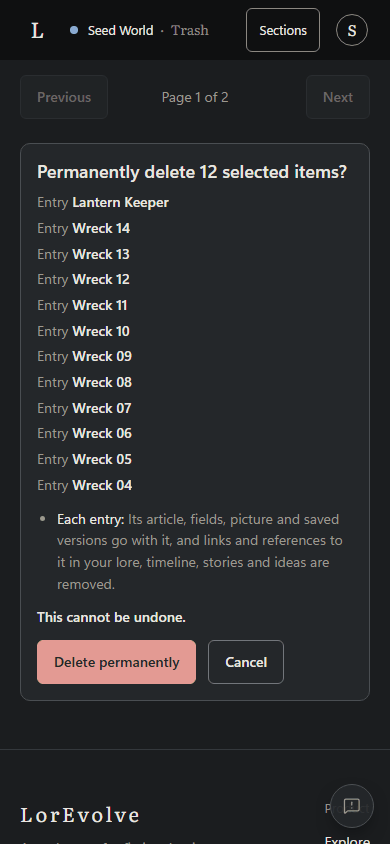 L Seed World · Trash Sections S
Previous Page 1 of 2 Next
Permanently delete 12 selected items?
Entry Lantern Keeper
Entry Wreck 14
Entry Wreck 13
Entry Wreck 12
Entry Wreck 11
Entry Wreck 10
Entry Wreck 09
Entry Wreck 08
Entry Wreck 07
Entry Wreck 06
Entry Wreck 05
Entry Wreck 04
• Each entry: Its article, fields, picture and saved
versions go with it, and links and references to
it in your lore, timeline, stories and ideas are
removed.
This cannot be undone.
Delete permanently Cancel
LorEvolve
Explore